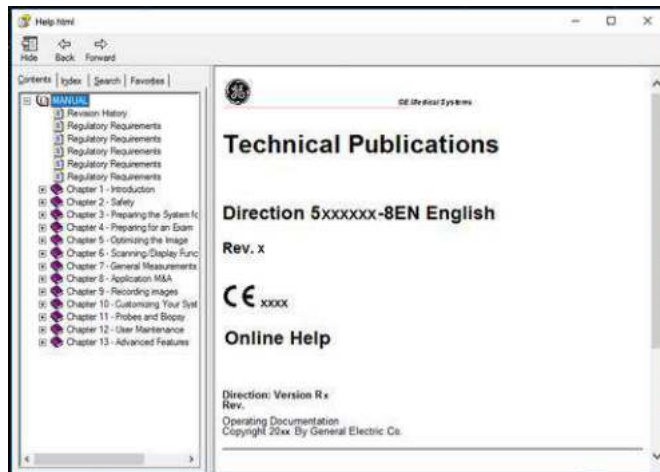 Help.html
Hide Back Forward
Contents Index Search Favorites
MANUAL
Revision History
Regulatory Requirements
Regulatory Requirements
Regulatory Requirements
Regulatory Requirements
Regulatory Requirements
Chapter 1 - Introduction
Chapter 2 - Safety
Chapter 3 - Preparing the System fc
Chapter 4 - Preparing for an Exam
Chapter 5 - Optimizing the Image
Chapter 6 - Scanning/Display Func
Chapter 7 - General Measurements
Chapter 8 - Application M&A
Chapter 9 - Recording images
Chapter 10 - Customizing Your Syst
Chapter 11 - Probes and Biopsy
Chapter 12 - User Maintenance
Chapter 13 - Advanced Features
GE Medical Systems
Technical Publications
Direction 5xxxxxx-8EN English
Rev. x
CE xxxx
Online Help
Direction: Version Rx
Rev.
Operating Documentation
Copyright 20xx By General Electric Co.